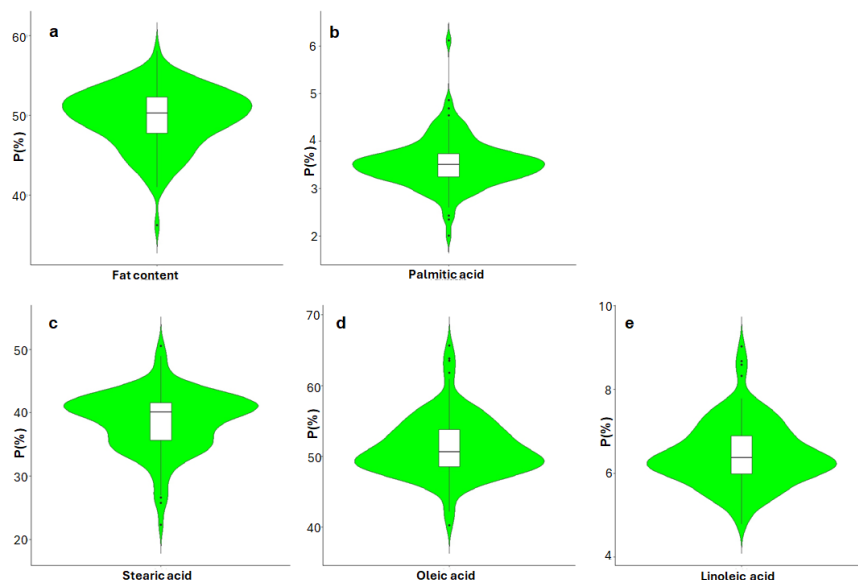 a
60
50
40
P(%)
Fat content
b
6
5
4
3
2
P(%)
Palmitic acid
c
50
40
30
20
P(%)
Stearic acid
d
70
60
50
40
P(%)
Oleic acid
e
10
8
6
4
P(%)
Linoleic acid